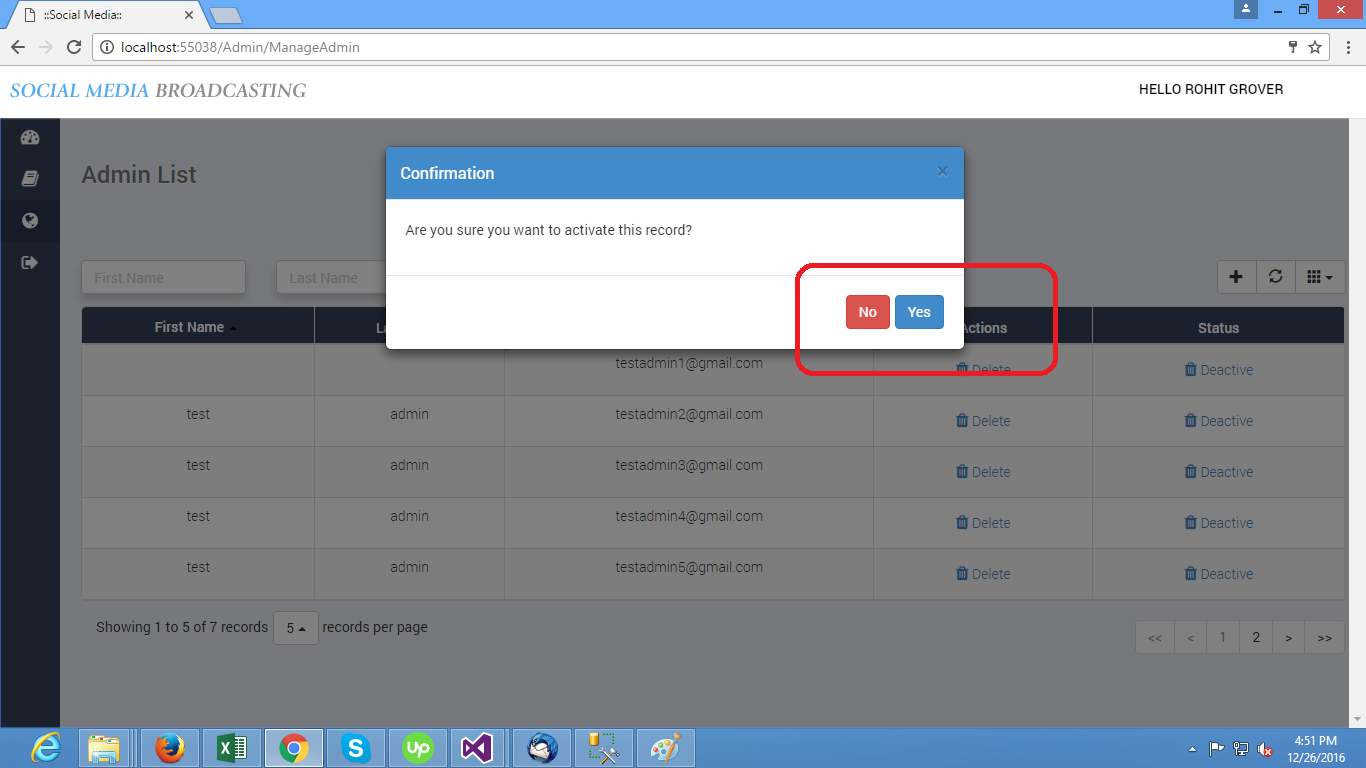 ::Social Media::
localhost:55038/Admin/ManageAdmin
SOCIAL MEDIA BROADCASTING
HELLO ROHIT GROVER
Admin List
Confirmation ×
Are you sure you want to activate this record?
No Yes
First Name Last Name
First Name L Actions Status
testadmin1@gmail.com Delete Deactive
test admin testadmin2@gmail.com Delete Deactive
test admin testadmin3@gmail.com Delete Deactive
test admin testadmin4@gmail.com Delete Deactive
test admin testadmin5@gmail.com Delete Deactive
Showing 1 to 5 of 7 records 5 records per page
<< < 1 2 > >>
up
4:51 PM
12/26/2016